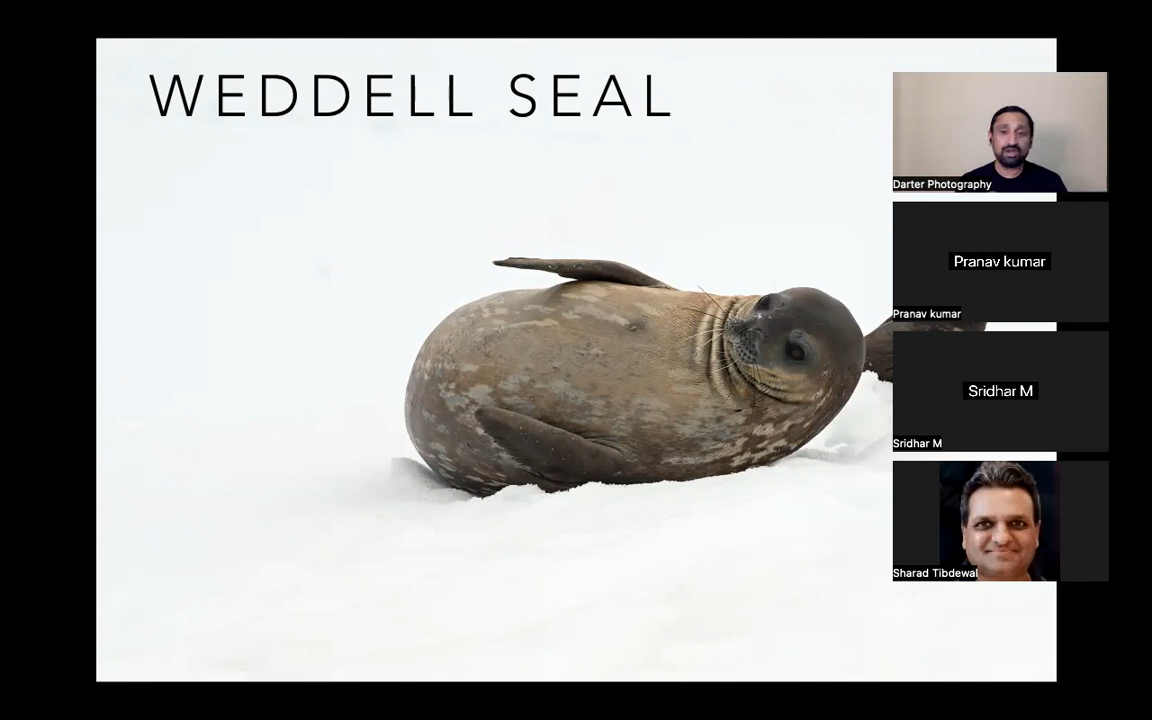 WEDDELL SEAL
Darter Photography
Pranav kumar
Pranav kumar
Sridhar M
Sridhar M
Sharad Tibdewal